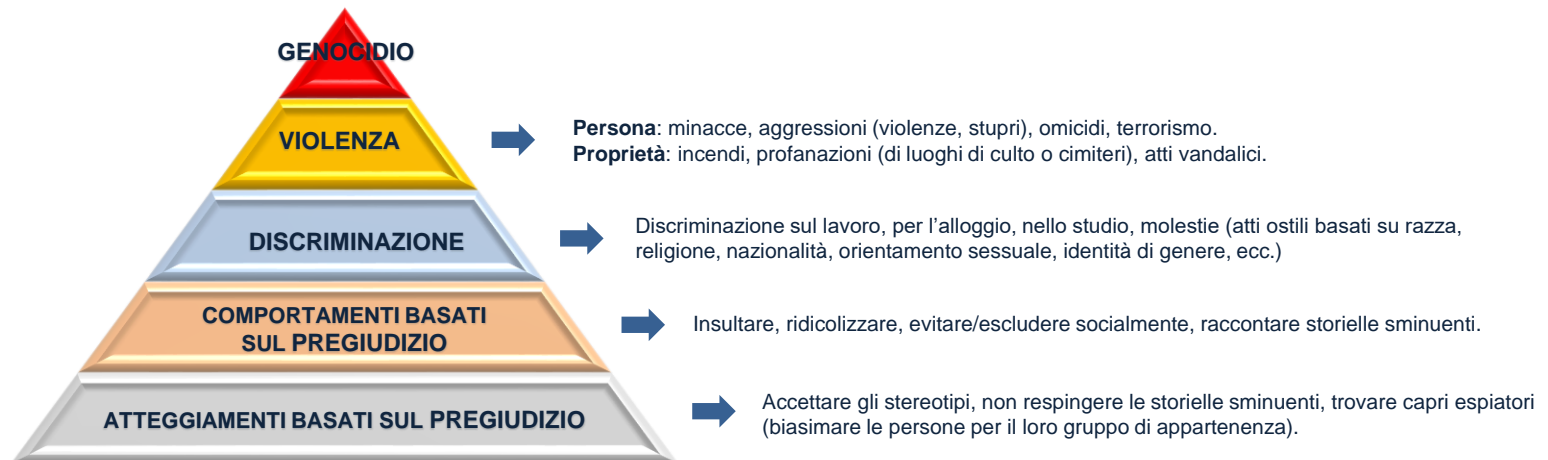 GENOCIDIO
VIOLENZA
Persona: minacce, aggressioni (violenze, stupri), omicidi, terrorismo.
Proprietà: incendi, profanazioni (di luoghi di culto o cimiteri), atti vandalici.
DISCRIMINAZIONE
Discriminazione sul lavoro, per l’alloggio, nello studio, molestie (atti ostili basati su razza,
religione, nazionalità, orientamento sessuale, identità di genere, ecc.)
COMPORTAMENTI BASATI
SUL PREGIUDIZIO
Insultare, ridicolizzare, evitare/escludere socialmente, raccontare storielle sminuenti.
ATTEGGIAMENTI BASATI SUL PREGIUDIZIO
Accettare gli stereotipi, non respingere le storielle sminuenti, trovare capri espiatori
(biasimare le persone per il loro gruppo di appartenenza).